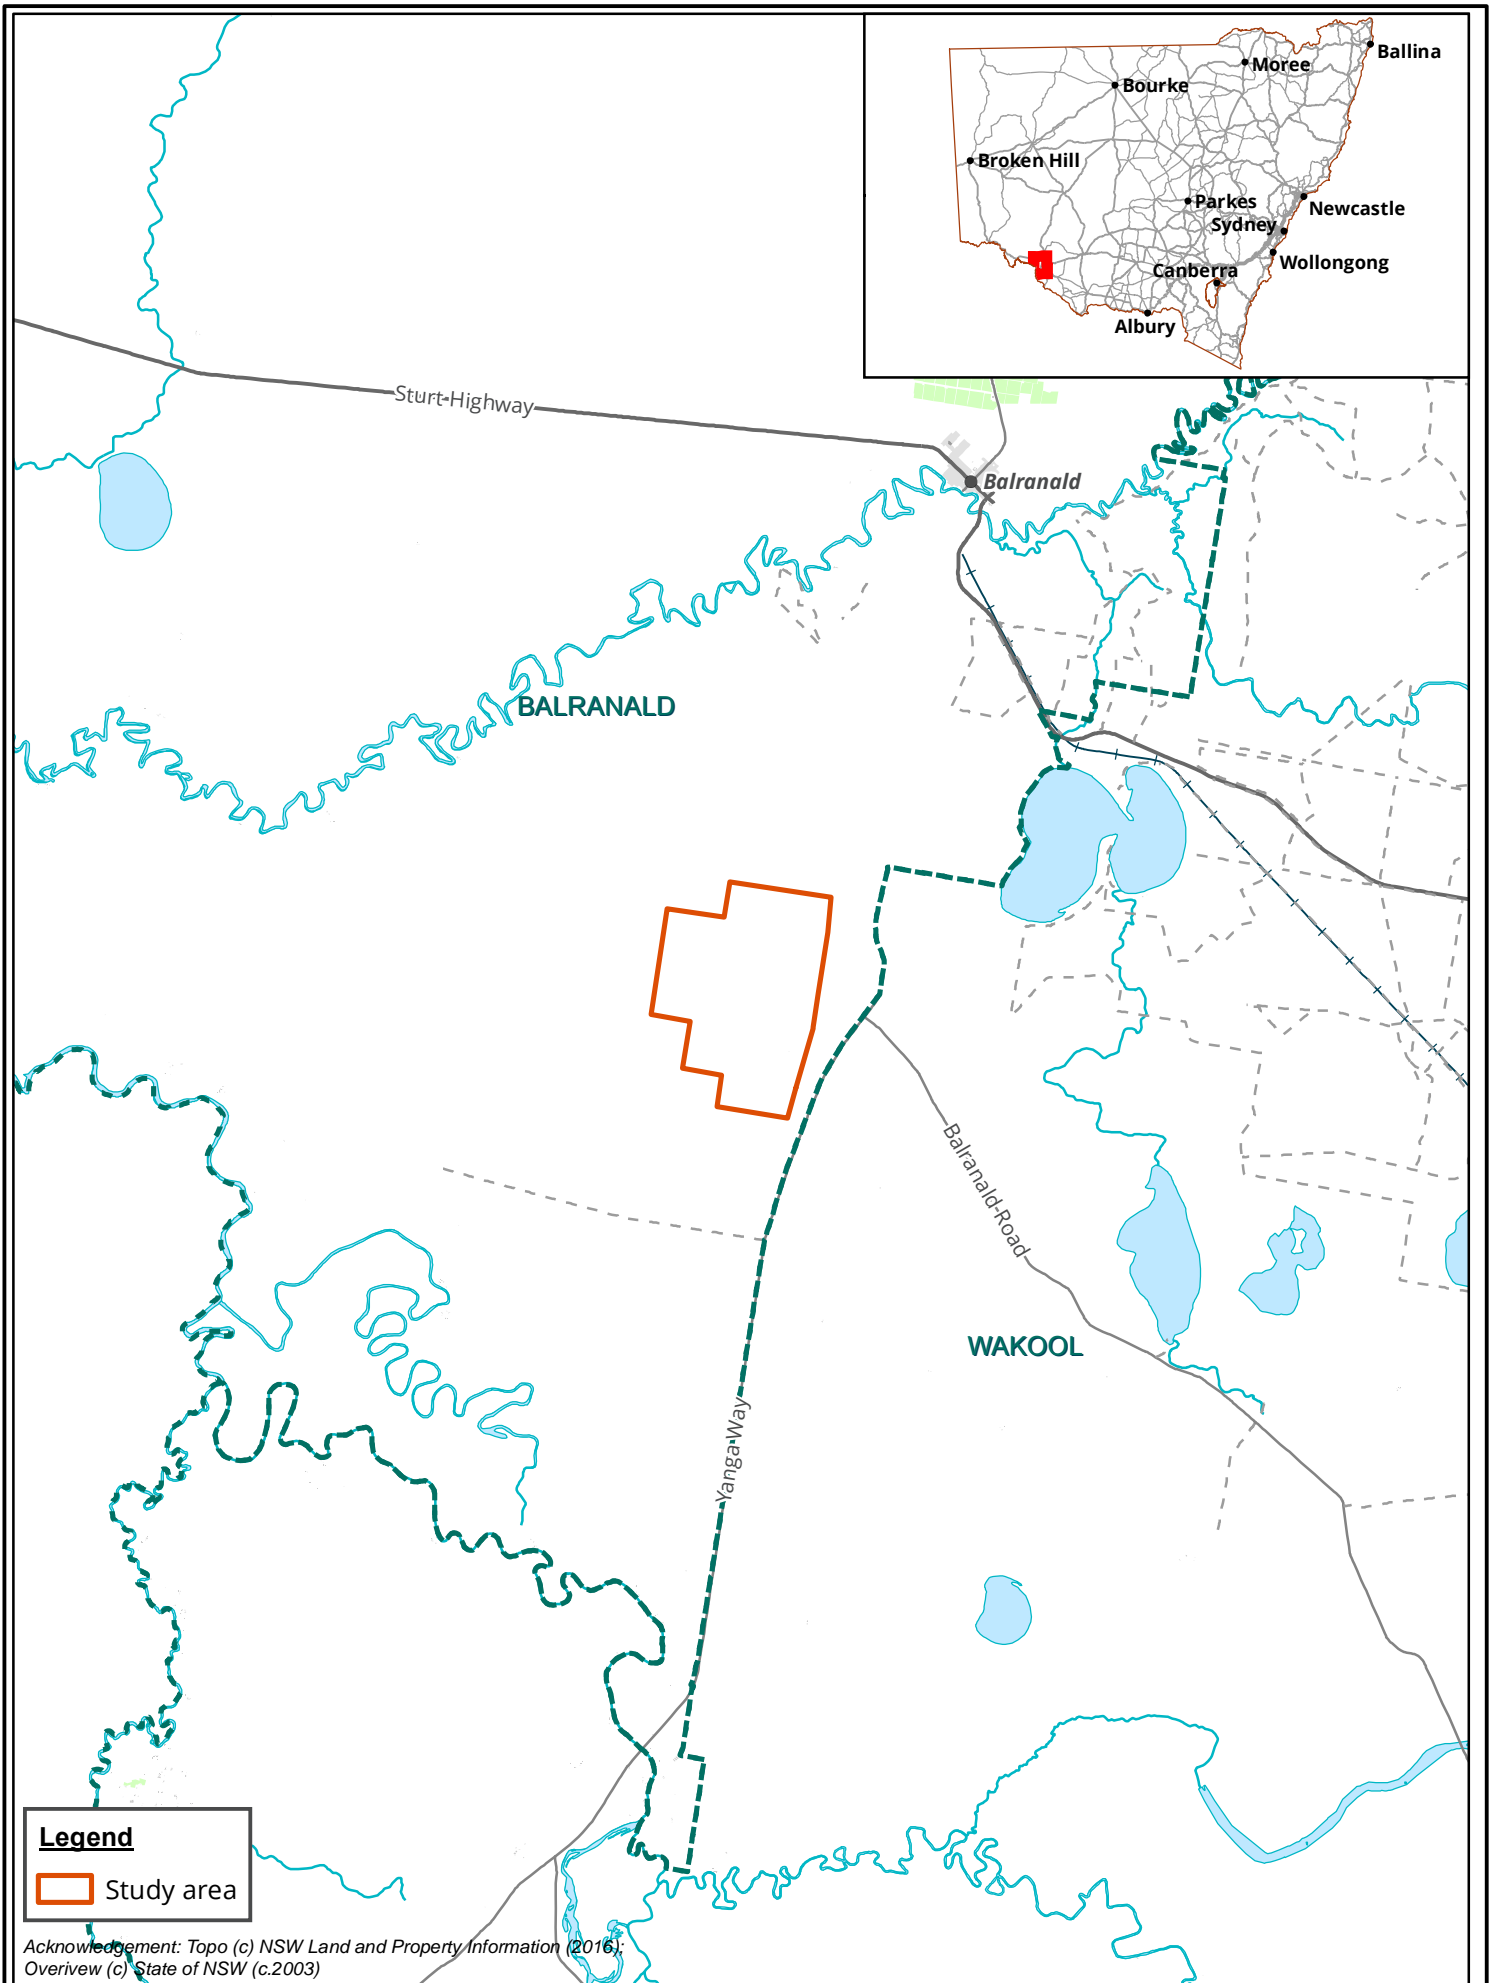 Ballina
Moree
Bourke
Broken Hill
Parkes
Newcastle
Sydney
Wollongong
Canberra
Albury
Sturt Highway
Balranald
BALRANALD
Balranald Road
WAKOOL
Yanga Way
Legend
Study area
Acknowledgement: Topo (c) NSW Land and Property Information (2016);
Overivew (c) State of NSW (c.2003)